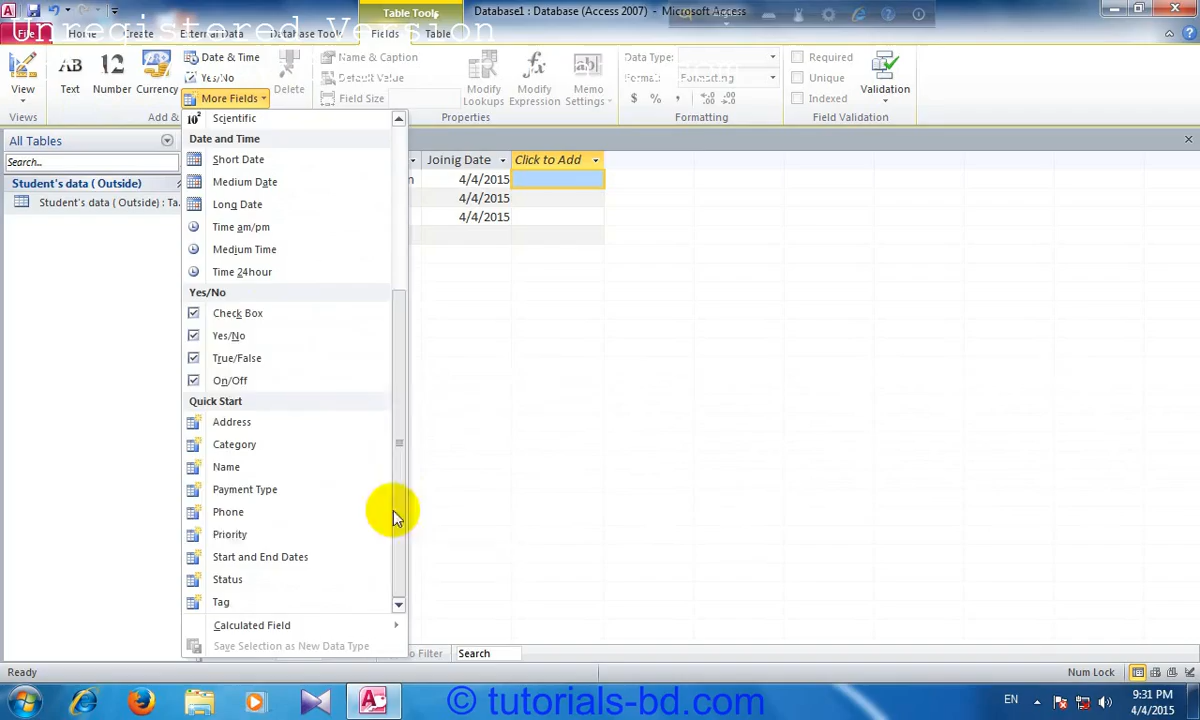 Table Tools
Database1 : Database (Access 2007) - Microsoft Access
Unregistered Version
File
Home
Create
External Data
Database Tools
Fields
Table
View
AB
Text
12
Number
Currency
Date & Time
Yes/No
More Fields
Delete
Name & Caption
Default Value
Field Size
Modify Lookups
fx
Modify Expression
ab|
Memo Settings
Data Type:
Format:
Formatting
$ % , .00 .00
Required
Unique
Indexed
Validation
Views
Add &
Properties
Formatting
Field Validation
All Tables
Search..
Student's data ( Outside)
Student's data ( Outside) : Ta..
10² Scientific
Date and Time
Short Date
Medium Date
Long Date
Time am/pm
Medium Time
Time 24hour
Yes/No
Check Box
Yes/No
True/False
On/Off
Quick Start
Address
Category
Name
Payment Type
Phone
Priority
Start and End Dates
Status
Tag
Calculated Field
Save Selection as New Data Type
Joinig Date
Click to Add
n
4/4/2015
4/4/2015
4/4/2015
o Filter
Search
Ready
Num Lock
© tutorials-bd.com
EN
9:31 PM
4/4/2015